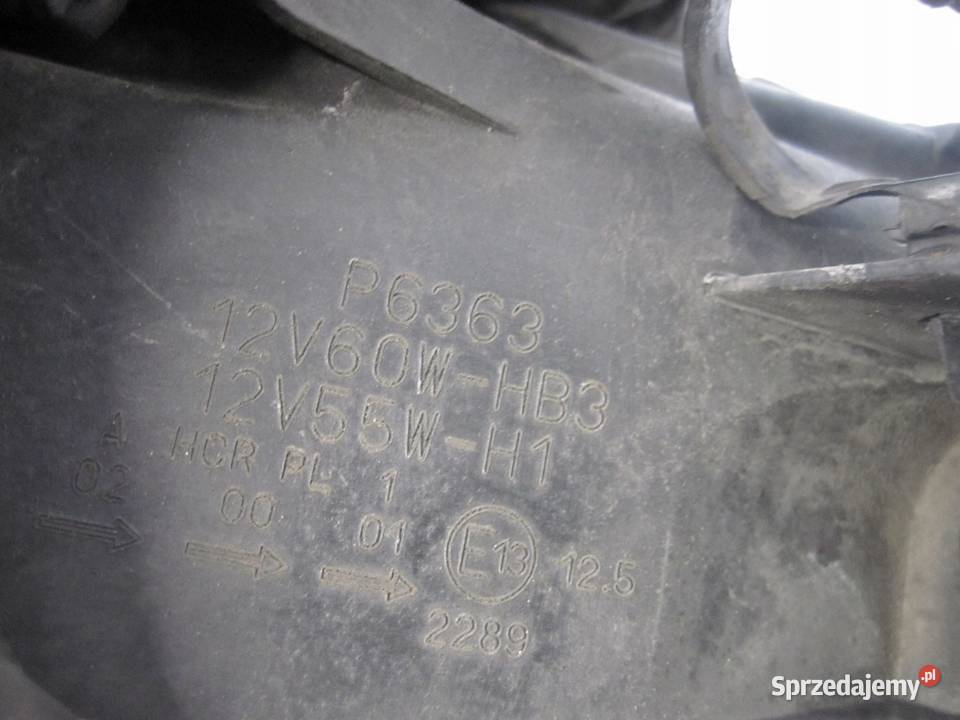 P6363
12V60W-HB3
12V55W-H1
A HCR PL 1
02 00 01 E13 12.5
2289
Sprzedajemy.pl